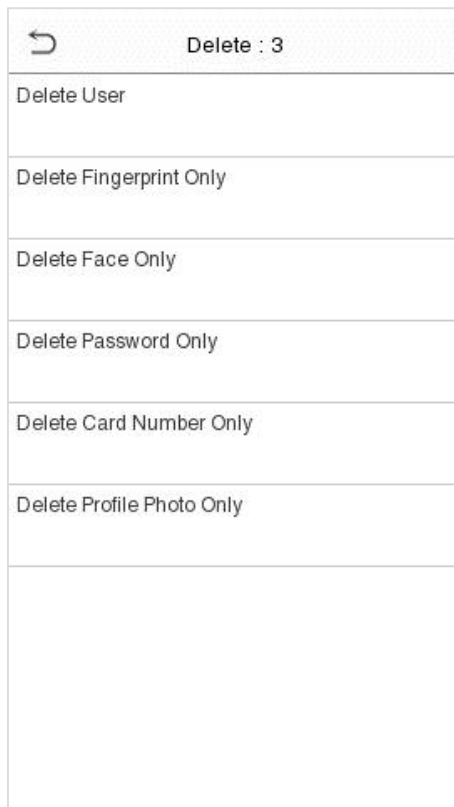 Delete : 3
Delete User
Delete Fingerprint Only
Delete Face Only
Delete Password Only
Delete Card Number Only
Delete Profile Photo Only